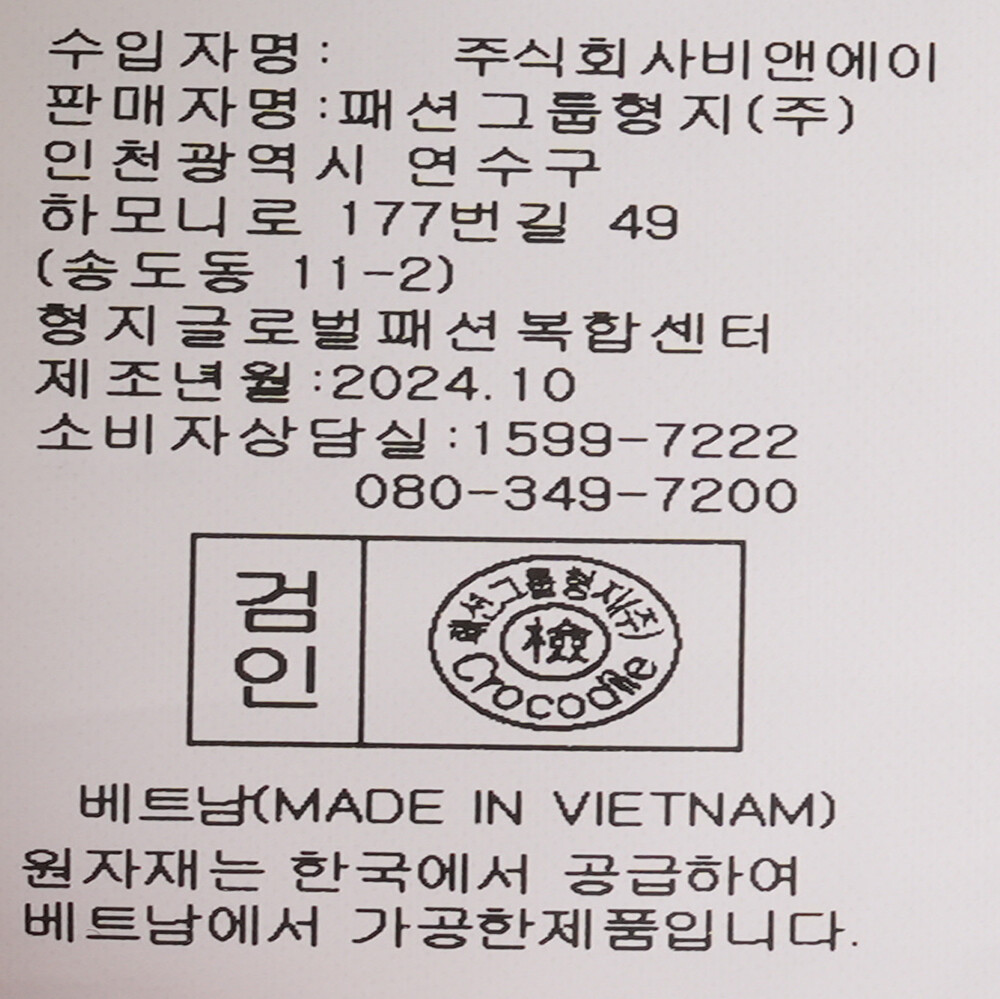 수입자명: 주식회사비앤에이
판매자명:패션그룹형지(주)
인천광역시 연수구
하모니로 177번길 49
(송도동 11-2)
형지글로벌패션복합센터
제조년월:2024.10
소비자상담실:1599-7222
080-349-7200
검인
패션그룹형지(주)
檢
Crocodile
베트남(MADE IN VIETNAM)
원자재는 한국에서 공급하여
베트남에서 가공한제품입니다.